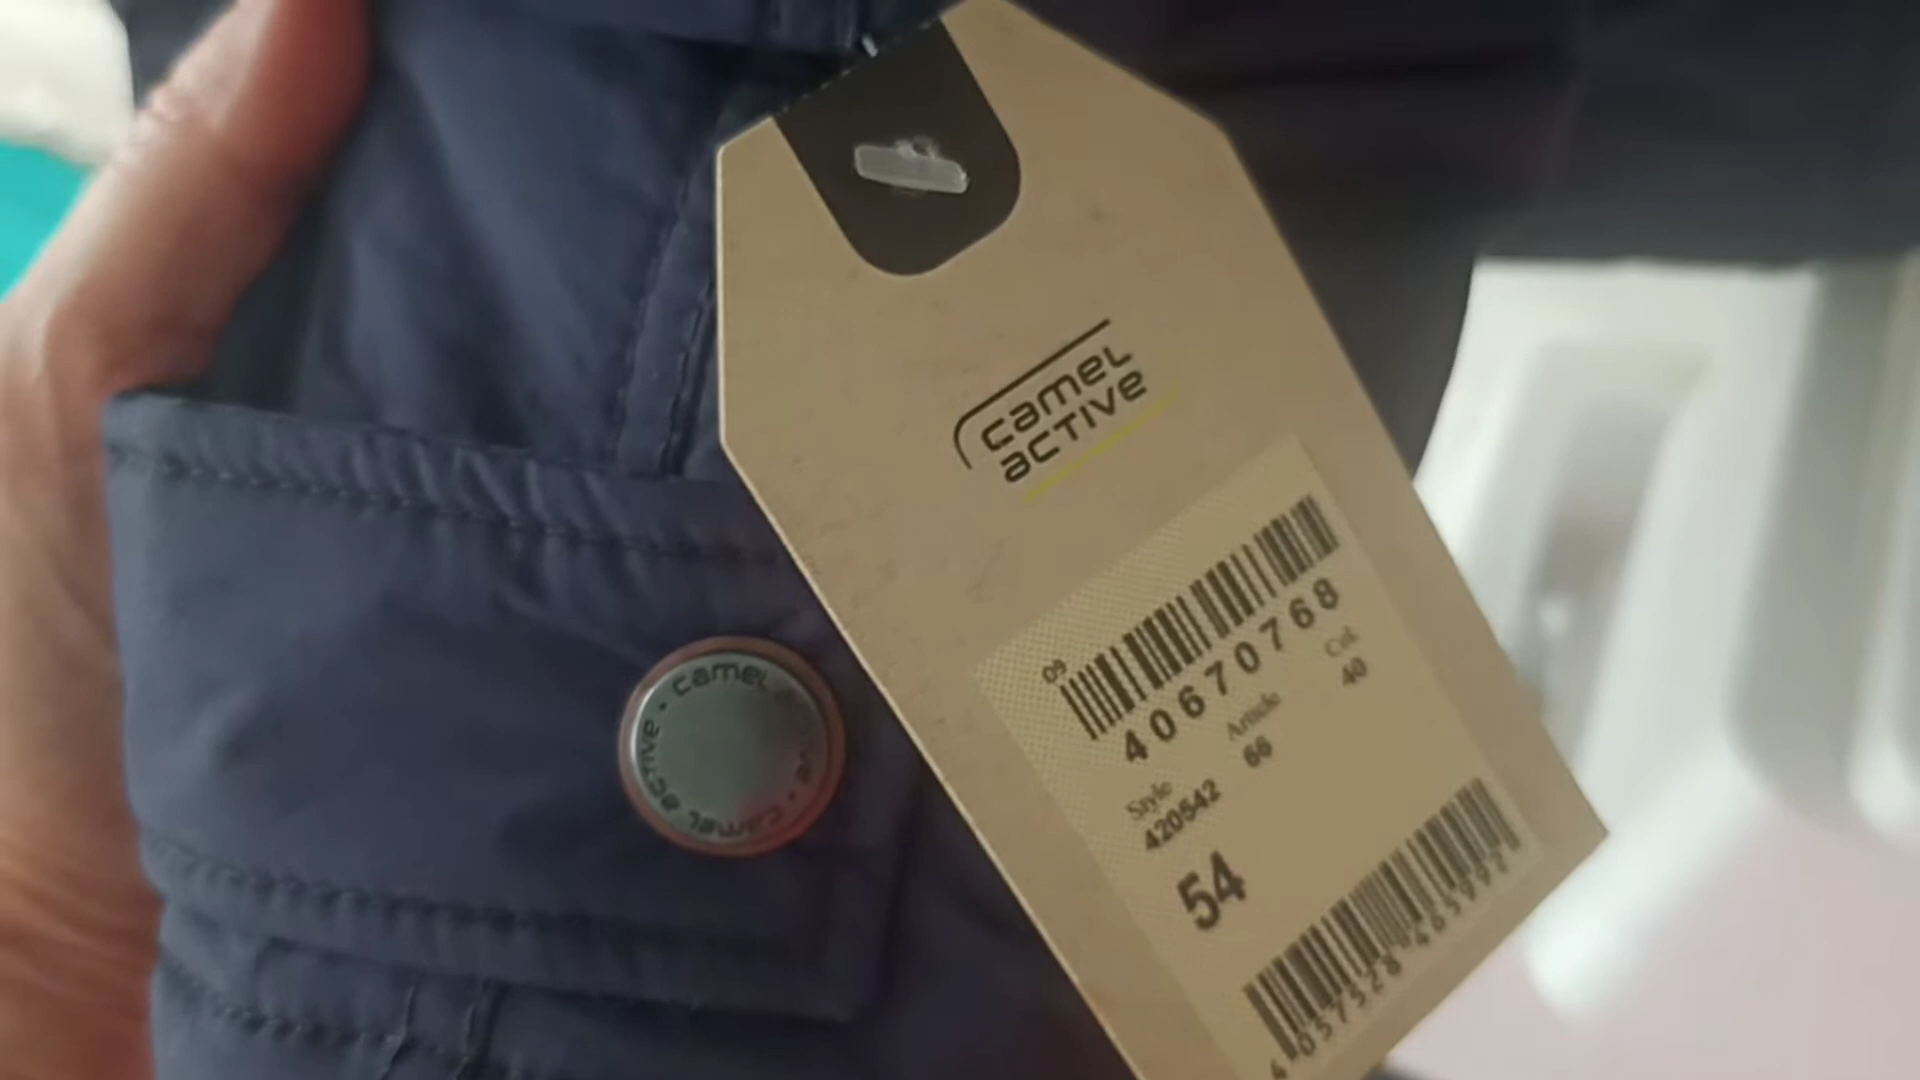 camel
active
09
40670768
Style Article Col.
420542 66 40
54
camel active • camel active •